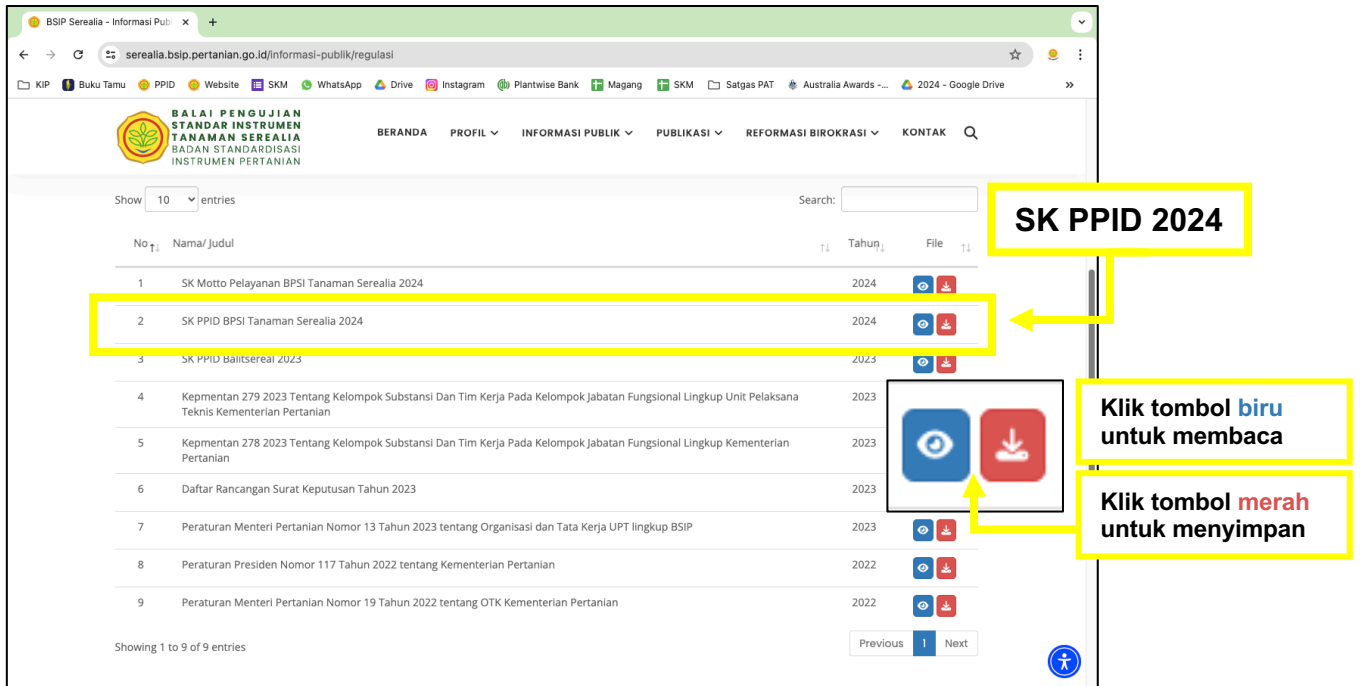 BSIP Serealia - Informasi Publ
serealia.bsip.pertanian.go.id/informasi-publik/regulasi
KIP Buku Tamu PPID Website SKM WhatsApp Drive Instagram Plantwise Bank Magang SKM Satgas PAT Australia Awards -... 2024 - Google Drive »
BALAI PENGUJIAN
STANDAR INSTRUMEN
TANAMAN SEREALIA
BADAN STANDARDISASI
INSTRUMEN PERTANIAN
BERANDA PROFIL INFORMASI PUBLIK PUBLIKASI REFORMASI BIROKRASI KONTAK
Show 10 entries Search:
SK PPID 2024
No Nama/ Judul Tahun File
1 SK Motto Pelayanan BPSI Tanaman Serealia 2024 2024
2 SK PPID BPSI Tanaman Serealia 2024 2024
3 SK PPID Balitsereal 2023 2023
4 Kepmentan 279 2023 Tentang Kelompok Substansi Dan Tim Kerja Pada Kelompok Jabatan Fungsional Lingkup Unit Pelaksana 2023
Teknis Kementerian Pertanian
Klik tombol biru
untuk membaca
5 Kepmentan 278 2023 Tentang Kelompok Substansi Dan Tim Kerja Pada Kelompok Jabatan Fungsional Lingkup Kementerian 2023
Pertanian
6 Daftar Rancangan Surat Keputusan Tahun 2023 2023
Klik tombol merah
untuk menyimpan
7 Peraturan Menteri Pertanian Nomor 13 Tahun 2023 tentang Organisasi dan Tata Kerja UPT lingkup BSIP 2023
8 Peraturan Presiden Nomor 117 Tahun 2022 tentang Kementerian Pertanian 2022
9 Peraturan Menteri Pertanian Nomor 19 Tahun 2022 tentang OTK Kementerian Pertanian 2022
Showing 1 to 9 of 9 entries Previous 1 Next